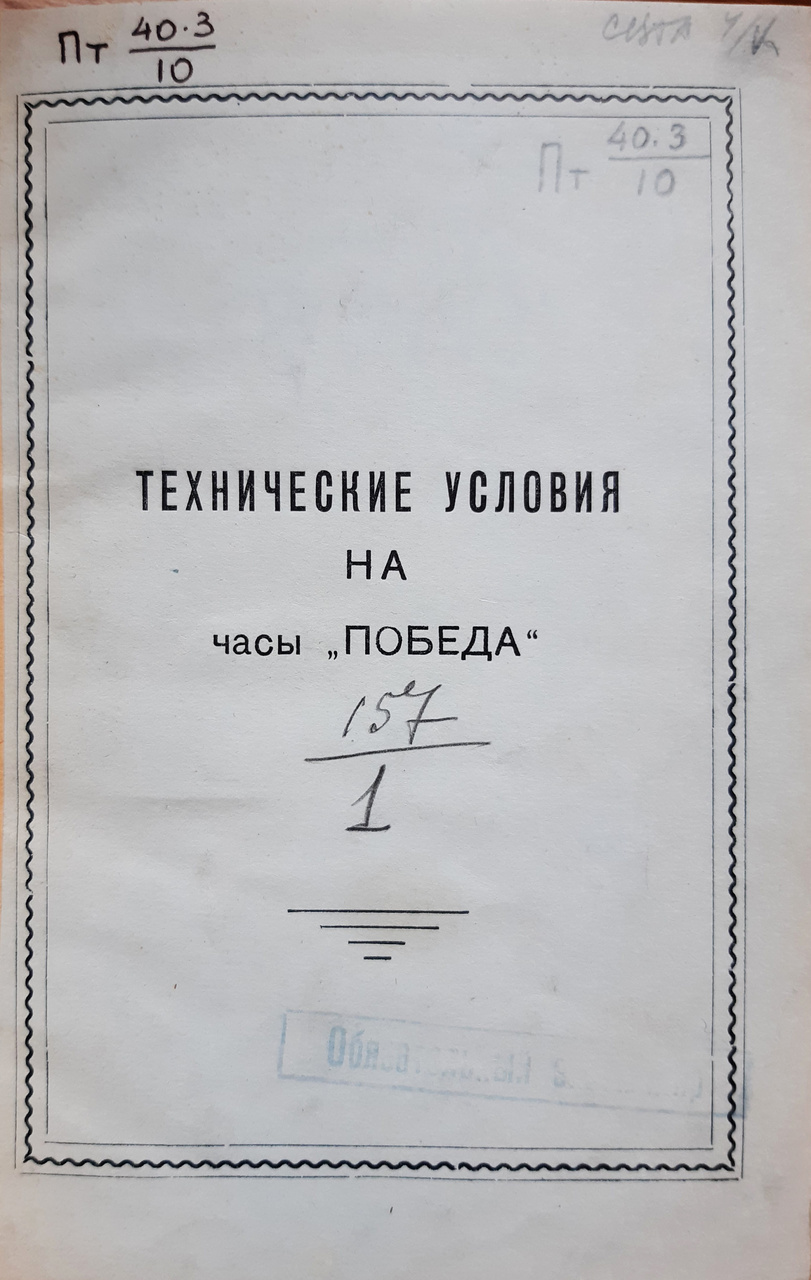 Пт 40.3
10
Пт 40.3
10
ТЕХНИЧЕСКИЕ УСЛОВИЯ
НА
часы „ПОБЕДА“
157
1